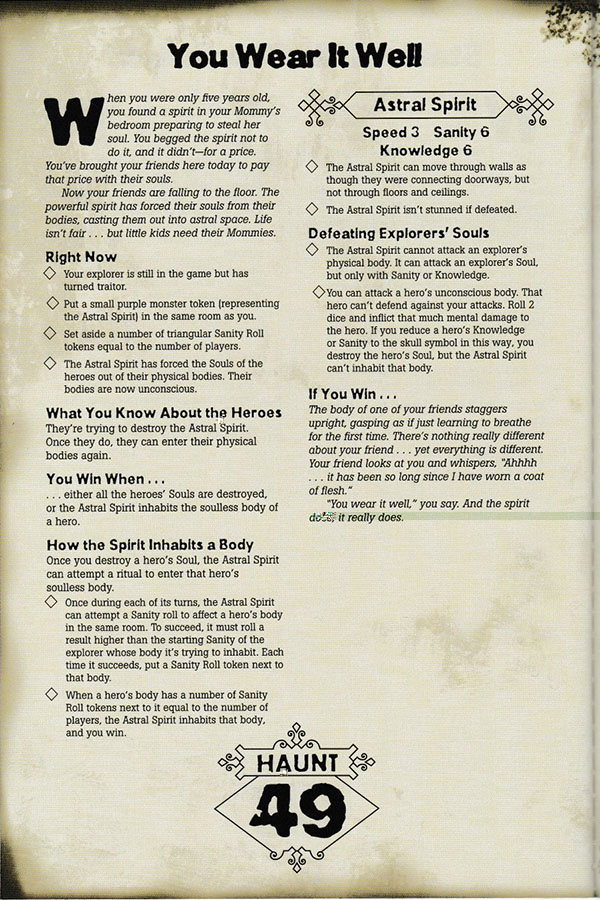 You Wear It Well
When you were only five years old,
you found a spirit in your Mommy's
bedroom preparing to steal her
soul. You begged the spirit not to
do it, and it didn't—for a price.
You've brought your friends here today to pay
that price with their souls.
Now your friends are falling to the floor. The
powerful spirit has forced their souls from their
bodies, casting them out into astral space. Life
isn't fair . . . but little kids need their Mommies.
Right Now
Your explorer is still in the game but has
turned traitor.
Put a small purple monster token (representing
the Astral Spirit) in the same room as you.
Set aside a number of triangular Sanity Roll
tokens equal to the number of players.
The Astral Spirit has forced the Souls of the
heroes out of their physical bodies. Their
bodies are now unconscious.
What You Know About the Heroes
They're trying to destroy the Astral Spirit.
Once they do, they can enter their physical
bodies again.
You Win When . . .
. . . either all the heroes' Souls are destroyed,
or the Astral Spirit inhabits the soulless body of
a hero.
How the Spirit Inhabits a Body
Once you destroy a hero's Soul, the Astral Spirit
can attempt a ritual to enter that hero's
soulless body.
Once during each of its turns, the Astral Spirit
can attempt a Sanity roll to affect a hero's body
in the same room. To succeed, it must roll a
result higher than the starting Sanity of the
explorer whose body it's trying to inhabit. Each
time it succeeds, put a Sanity Roll token next to
that body.
When a hero's body has a number of Sanity
Roll tokens next to it equal to the number of
players, the Astral Spirit inhabits that body,
and you win.
Astral Spirit
Speed 3 Sanity 6
Knowledge 6
The Astral Spirit can move through walls as
though they were connecting doorways, but
not through floors and ceilings.
The Astral Spirit isn't stunned if defeated.
Defeating Explorers' Souls
The Astral Spirit cannot attack an explorer's
physical body. It can attack an explorer's Soul,
but only with Sanity or Knowledge.
You can attack a hero's unconscious body. That
hero can't defend against your attacks. Roll 2
dice and inflict that much mental damage to
the hero. If you reduce a hero's Knowledge
or Sanity to the skull symbol in this way, you
destroy the hero's Soul, but the Astral Spirit
can't inhabit that body.
If You Win . . .
The body of one of your friends staggers
upright, gasping as if just learning to breathe
for the first time. There's nothing really different
about your friend . . . yet everything is different.
Your friend looks at you and whispers, "Ahhhh
. . . it has been so long since I have worn a coat
of flesh."
"You wear it well," you say. And the spirit
does, it really does.
HAUNT
49